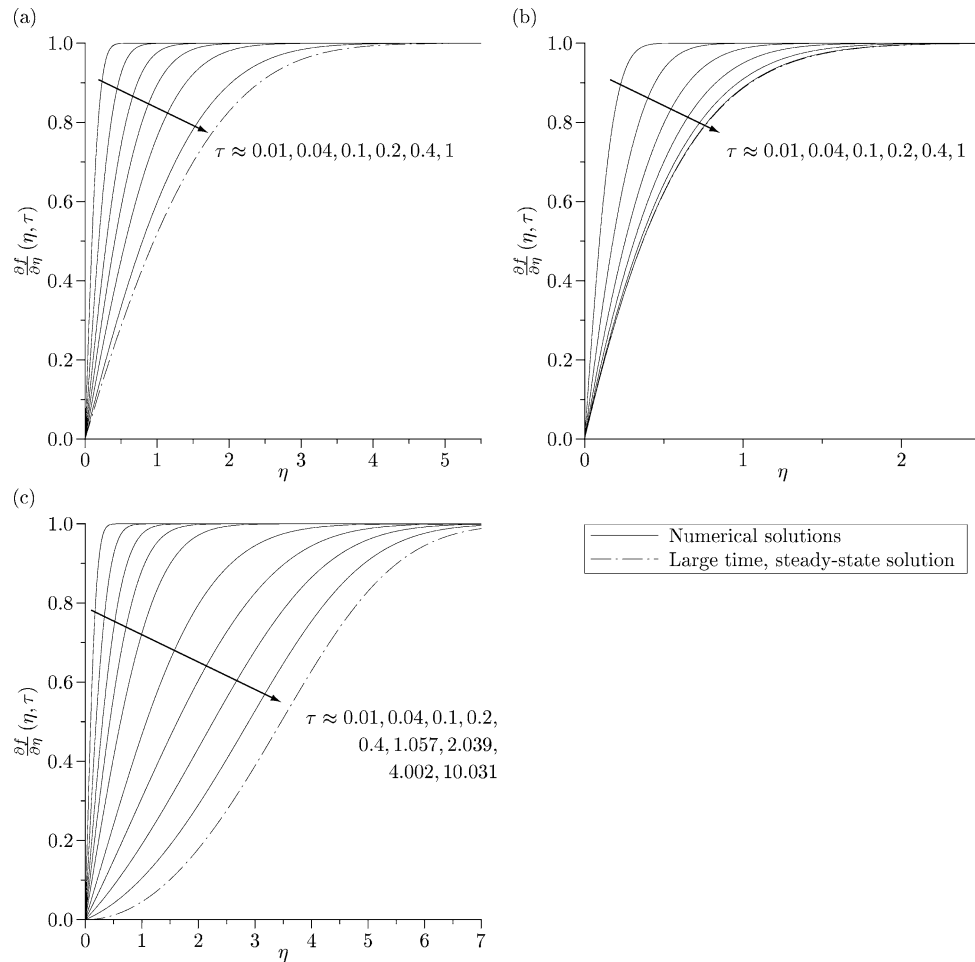 (a)
1.0
0.8
0.6
0.4
0.2
0.0
∂f/∂η (η, τ)
τ ≈ 0.01, 0.04, 0.1, 0.2, 0.4, 1
0 1 2 3 4 5
η
(b)
1.0
0.8
0.6
0.4
0.2
0.0
∂f/∂η (η, τ)
τ ≈ 0.01, 0.04, 0.1, 0.2, 0.4, 1
0 1 2
η
(c)
1.0
0.8
0.6
0.4
0.2
0.0
∂f/∂η (η, τ)
τ ≈ 0.01, 0.04, 0.1, 0.2,
0.4, 1.057, 2.039,
4.002, 10.031
0 1 2 3 4 5 6 7
η
Numerical solutions
Large time, steady-state solution